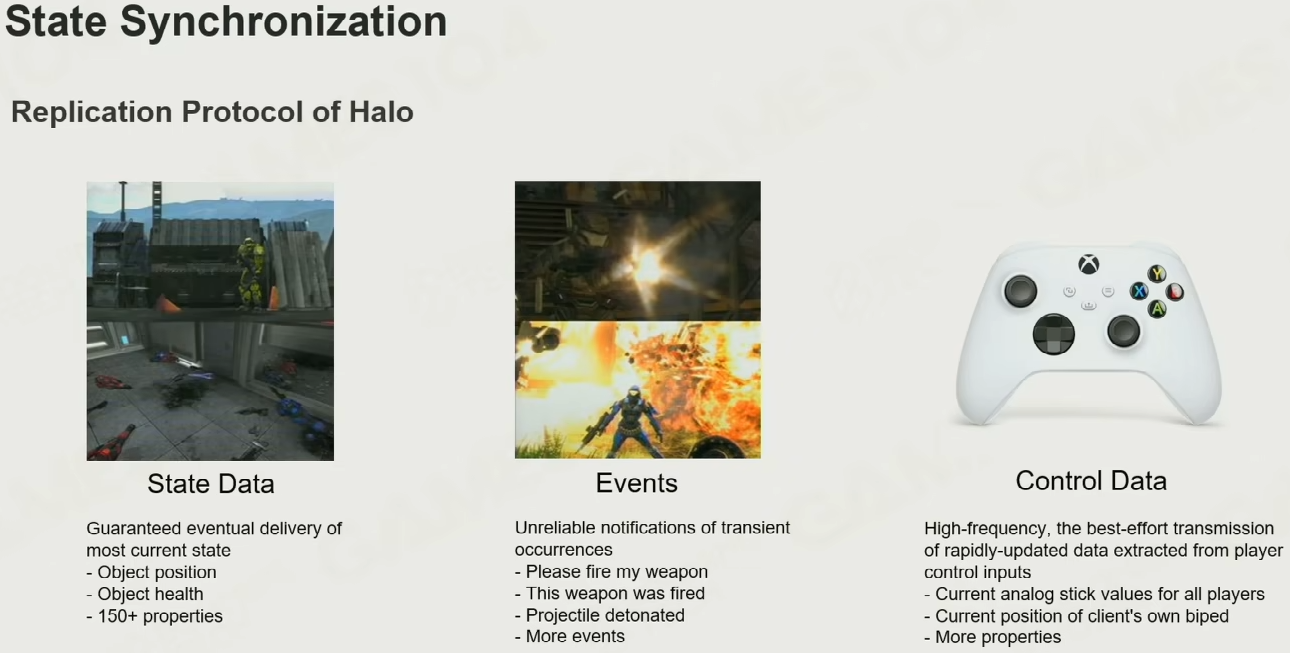 State Synchronization
Replication Protocol of Halo
State Data
Guaranteed eventual delivery of
most current state
- Object position
- Object health
- 150+ properties
Events
Unreliable notifications of transient
occurrences
- Please fire my weapon
- This weapon was fired
- Projectile detonated
- More events
Y
X
A
Control Data
High-frequency, the best-effort transmission
of rapidly-updated data extracted from player
control inputs
- Current analog stick values for all players
- Current position of client's own biped
- More properties